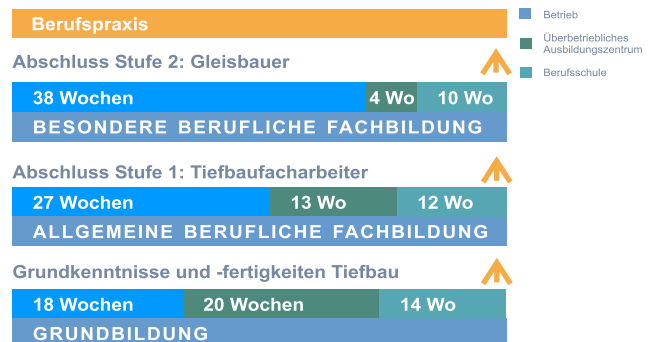 Berufspraxis
Betrieb
Überbetriebliches
Ausbildungszentrum
Berufsschule
Abschluss Stufe 2: Gleisbauer
38 Wochen 4 Wo 10 Wo
BESONDERE BERUFLICHE FACHBILDUNG
Abschluss Stufe 1: Tiefbaufacharbeiter
27 Wochen 13 Wo 12 Wo
ALLGEMEINE BERUFLICHE FACHBILDUNG
Grundkenntnisse und -fertigkeiten Tiefbau
18 Wochen 20 Wochen 14 Wo
GRUNDBILDUNG